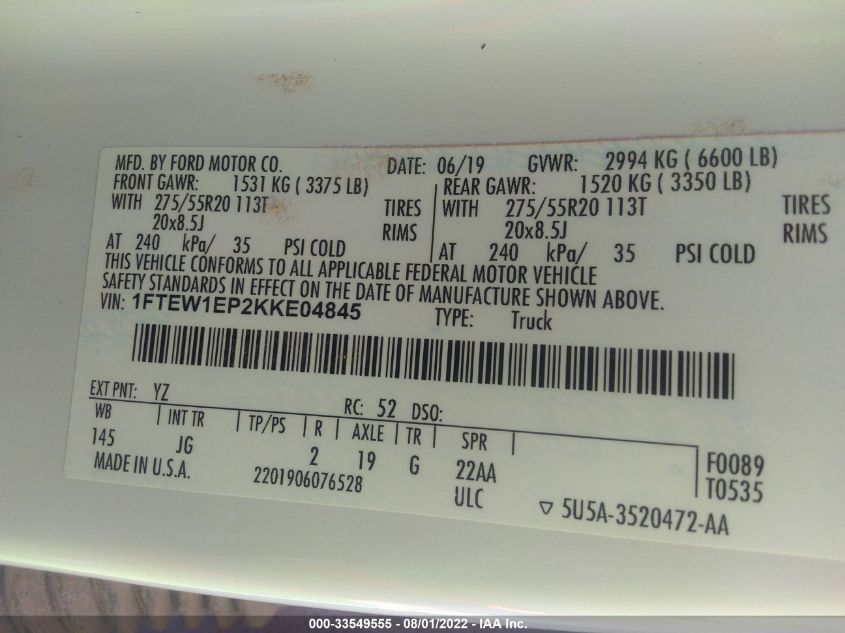 MFD. BY FORD MOTOR CO. DATE: 06/19 GVWR: 2994 KG ( 6600 LB)
FRONT GAWR: 1531 KG ( 3375 LB) REAR GAWR: 1520 KG ( 3350 LB)
WITH 275/55R20 113T TIRES WITH 275/55R20 113T TIRES
20x8.5J RIMS 20x8.5J RIMS
AT 240 kPa/ 35 PSI COLD AT 240 kPa/ 35 PSI COLD
THIS VEHICLE CONFORMS TO ALL APPLICABLE FEDERAL MOTOR VEHICLE
SAFETY STANDARDS IN EFFECT ON THE DATE OF MANUFACTURE SHOWN ABOVE.
VIN: 1FTEW1EP2KKE04845 TYPE: Truck
EXT PNT: YZ RC: 52 DSO:
WB INT TR TP/PS R AXLE TR SPR
145 JG 2 19 G 22AA F0089
MADE IN U.S.A. 2201906076528 ULC T0535
5U5A-3520472-AA
000-33549555 - 08/01/2022 - IAA Inc.